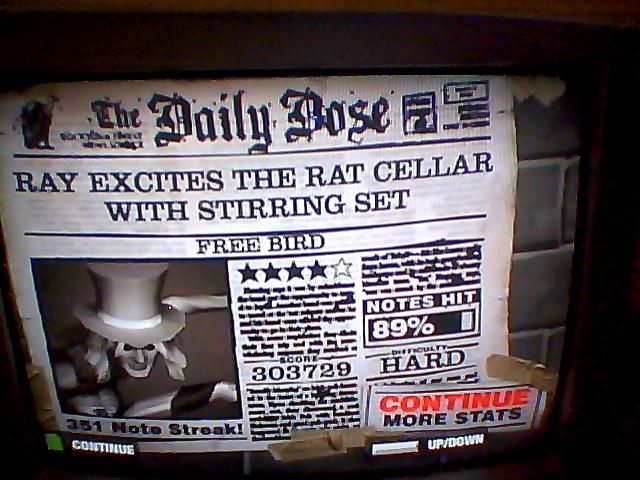 The Daily Dose
RAY EXCITES THE RAT CELLAR
WITH STIRRING SET
FREE BIRD
NOTES HIT
89%
SCORE
303729
DIFFICULTY
HARD
351 Note Streak!
CONTINUE
MORE STATS
CONTINUE
UP/DOWN